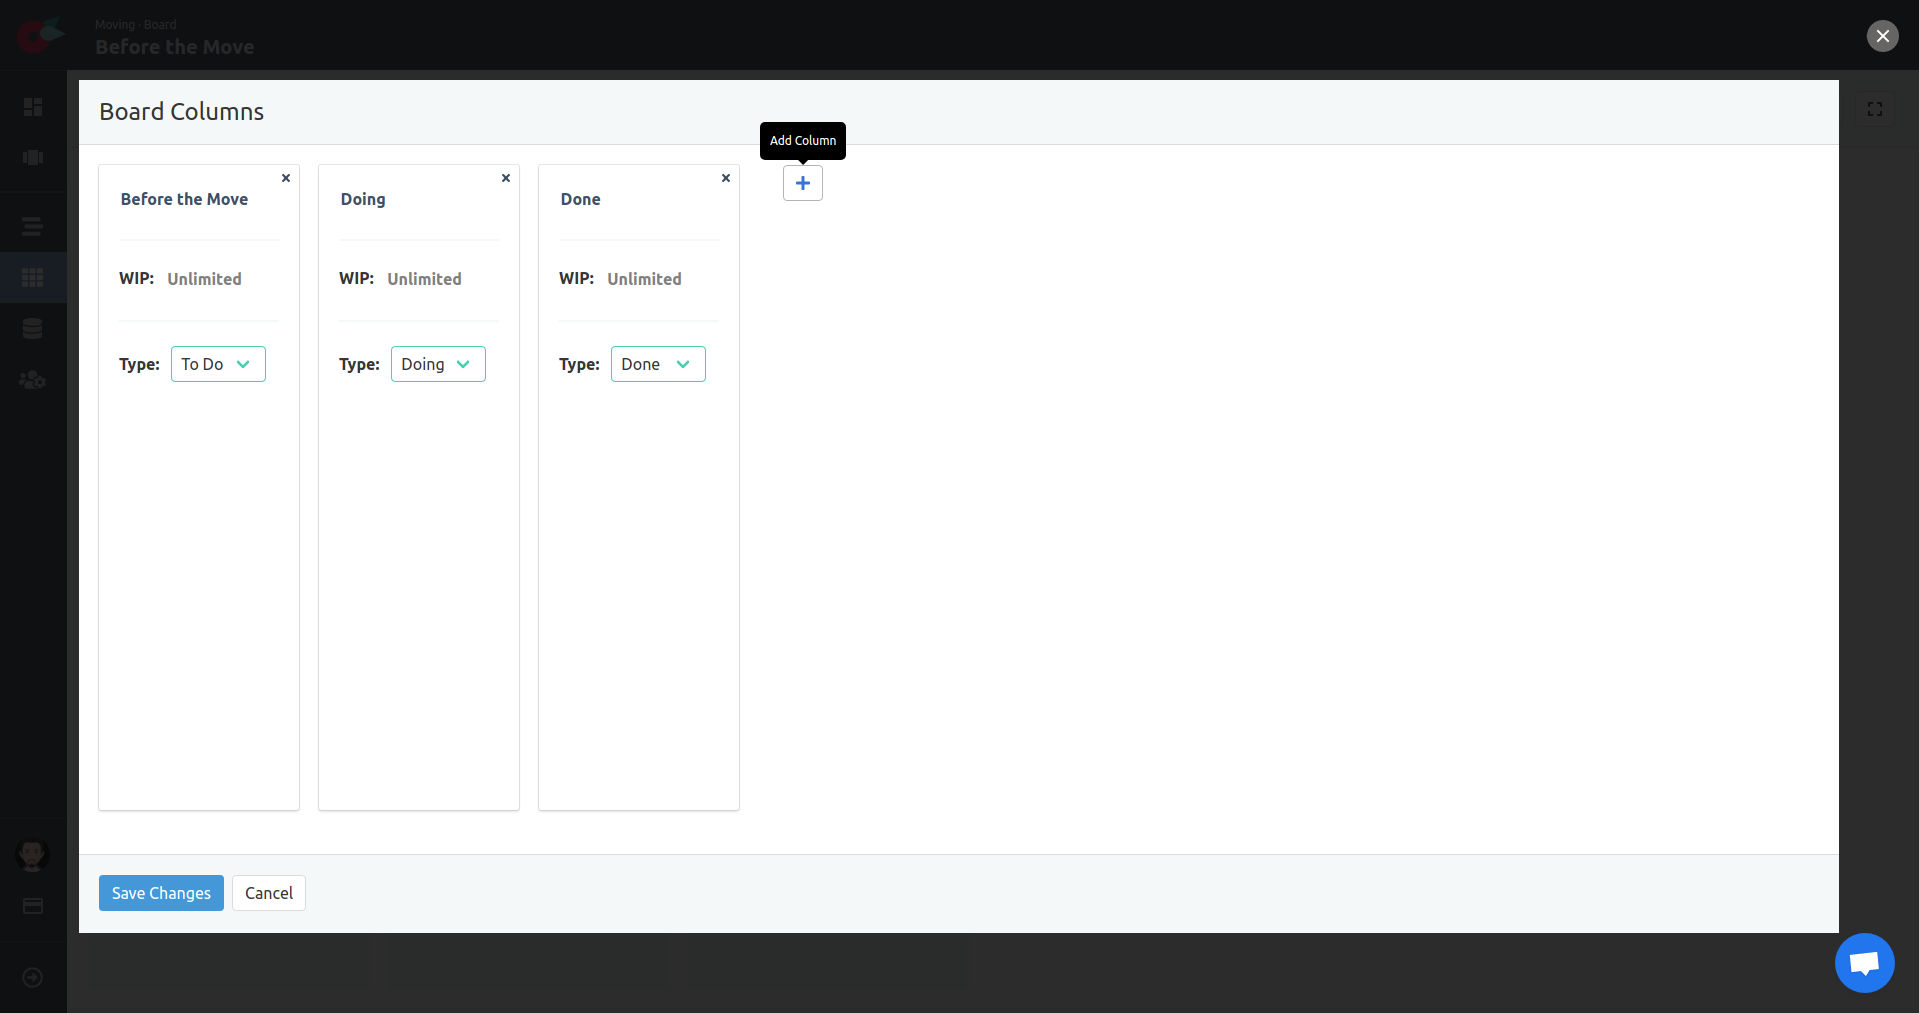 Moving · Board
Before the Move
Board Columns
Add Column
Before the Move
WIP: Unlimited
Type: To Do
Doing
WIP: Unlimited
Type: Doing
Done
WIP: Unlimited
Type: Done
Save Changes
Cancel